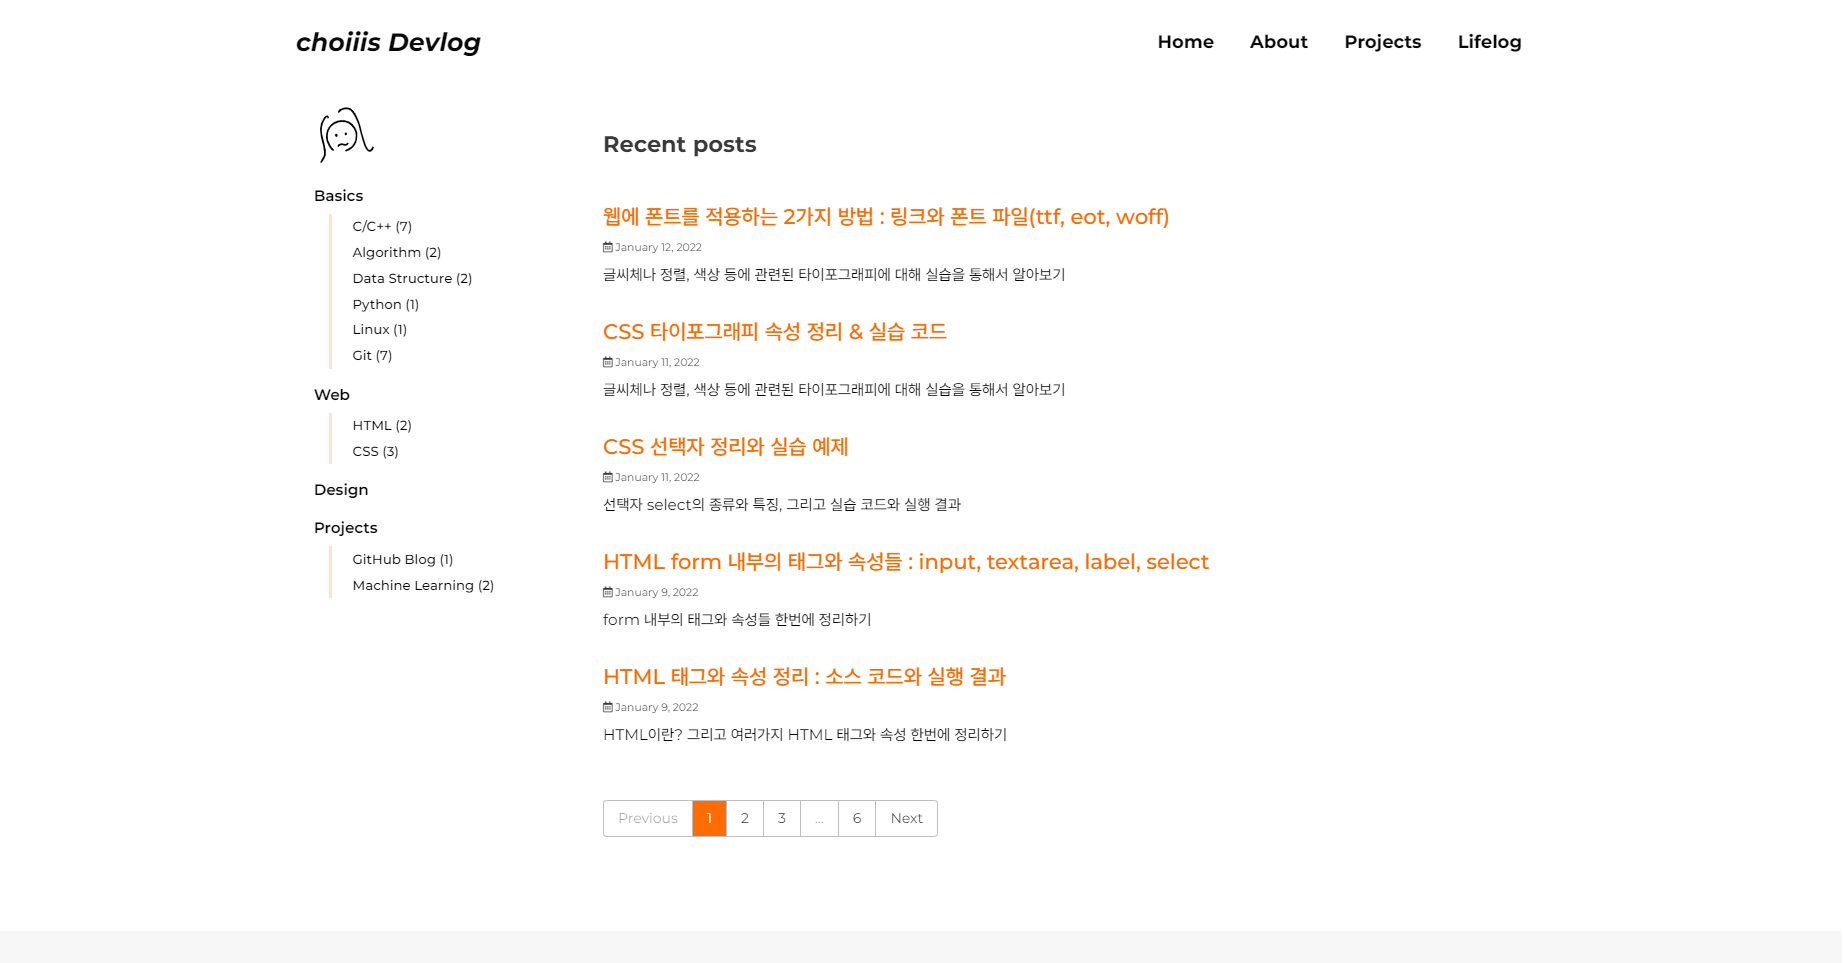 choiiis Devlog
Home About Projects Lifelog
Basics
C/C++ (7)
Algorithm (2)
Data Structure (2)
Python (1)
Linux (1)
Git (7)
Web
HTML (2)
CSS (3)
Design
Projects
GitHub Blog (1)
Machine Learning (2)
Recent posts
웹에 폰트를 적용하는 2가지 방법 : 링크와 폰트 파일(ttf, eot, woff)
January 12, 2022
글씨체나 정렬, 색상 등에 관련된 타이포그래피에 대해 실습을 통해서 알아보기
CSS 타이포그래피 속성 정리 & 실습 코드
January 11, 2022
글씨체나 정렬, 색상 등에 관련된 타이포그래피에 대해 실습을 통해서 알아보기
CSS 선택자 정리와 실습 예제
January 11, 2022
선택자 select의 종류와 특징, 그리고 실습 코드와 실행 결과
HTML form 내부의 태그와 속성들 : input, textarea, label, select
January 9, 2022
form 내부의 태그와 속성들 한번에 정리하기
HTML 태그와 속성 정리 : 소스 코드와 실행 결과
January 9, 2022
HTML이란? 그리고 여러가지 HTML 태그와 속성 한번에 정리하기
Previous 1 2 3 ... 6 Next